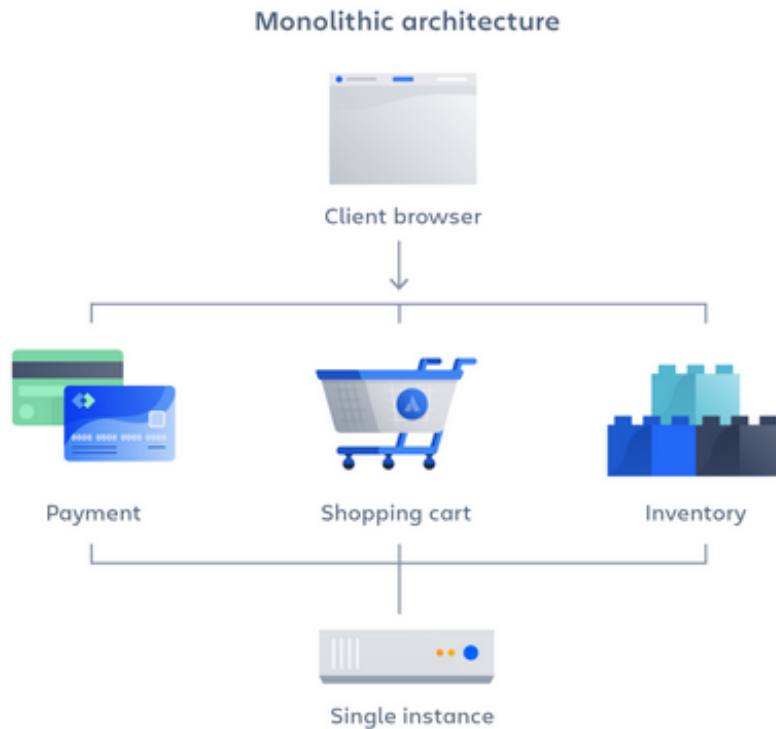 Monolithic architecture
Client browser
Payment
Shopping cart
Inventory
Single instance